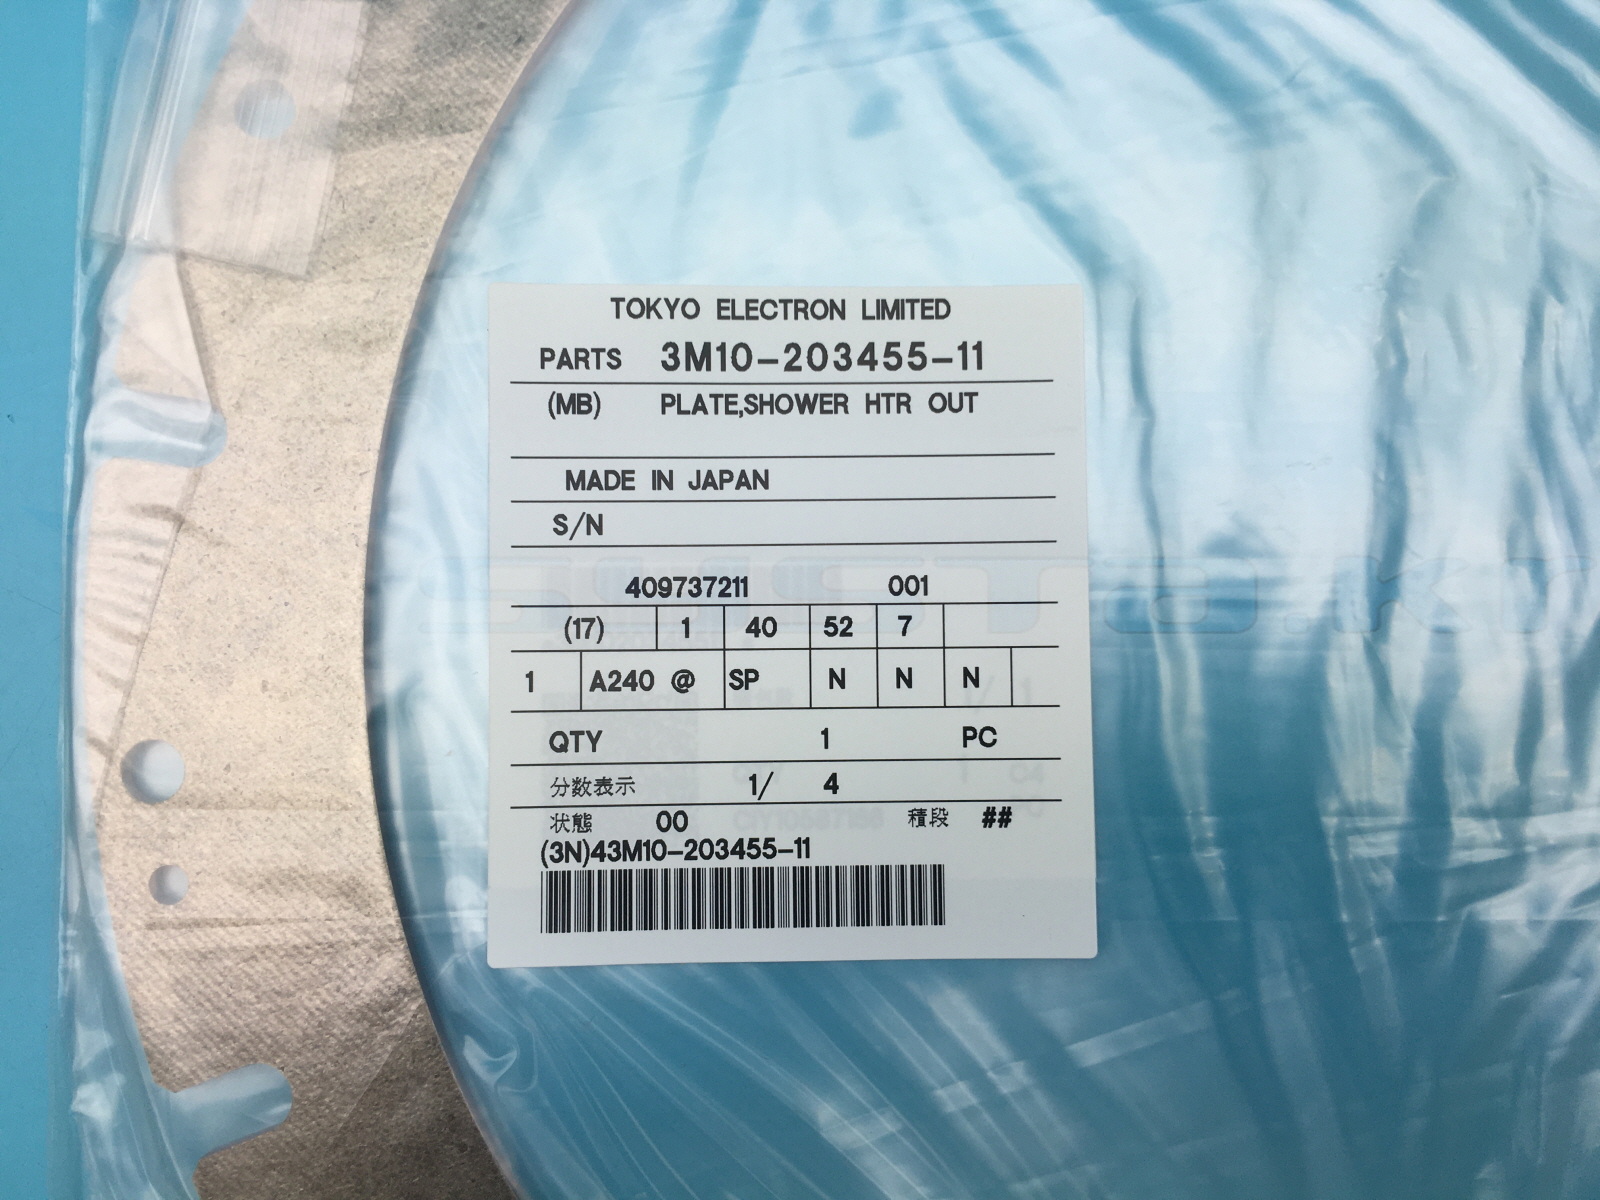 TOKYO ELECTRON LIMITED
PARTS 3M10-203455-11
(MB) PLATE,SHOWER HTR OUT
MADE IN JAPAN
S/N
409737211 001
(17) 1 40 52 7
1 A240 @ SP N N N
QTY 1 PC
分数表示 1/ 4
状態 00 積段 ##
(3N)43M10-203455-11